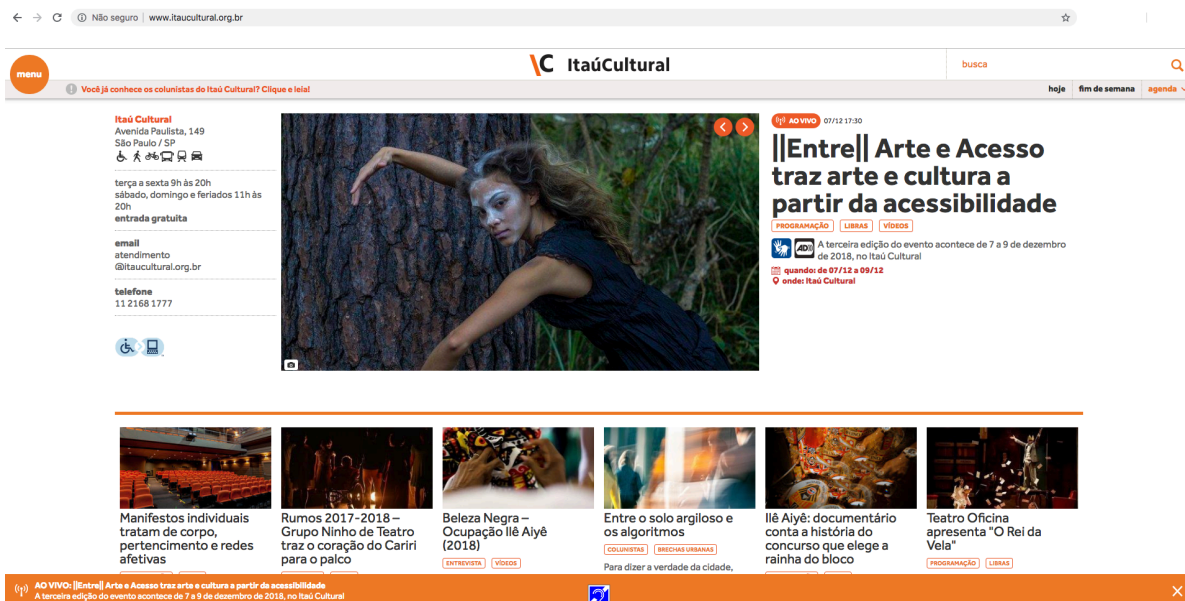 Não seguro | www.itaucultural.org.br
menu
\C ItaúCultural
busca
Você já conhece os colunistas do Itaú Cultural? Clique e leia!
hoje
fim de semana
agenda
Itaú Cultural
Avenida Paulista, 149
São Paulo / SP
terça a sexta 9h às 20h
sábado, domingo e feriados 11h às
20h
entrada gratuita
email
atendimento
@itaucultural.org.br
telefone
11 2168 1777
AO VIVO 07/12 17:30
||Entre|| Arte e Acesso
traz arte e cultura a
partir da acessibilidade
PROGRAMAÇÃO LIBRAS VÍDEOS
AD
A terceira edição do evento acontece de 7 a 9 de dezembro
de 2018, no Itaú Cultural
quando: de 07/12 a 09/12
onde: Itaú Cultural
Manifestos individuais
tratam de corpo,
pertencimento e redes
afetivas
Rumos 2017-2018 –
Grupo Ninho de Teatro
traz o coração do Cariri
para o palco
Beleza Negra –
Ocupação Ilê Aiyê
(2018)
ENTREVISTA VÍDEOS
Entre o solo argiloso e
os algoritmos
COLUNISTAS BRECHAS URBANAS
Para dizer a verdade da cidade,
Ilê Aiyê: documentário
conta a história do
concurso que elege a
rainha do bloco
Teatro Oficina
apresenta "O Rei da
Vela"
PROGRAMAÇÃO LIBRAS
AO VIVO: ||Entre|| Arte e Acesso traz arte e cultura a partir da acessibilidade
A terceira edição do evento acontece de 7 a 9 de dezembro de 2018, no Itaú Cultural